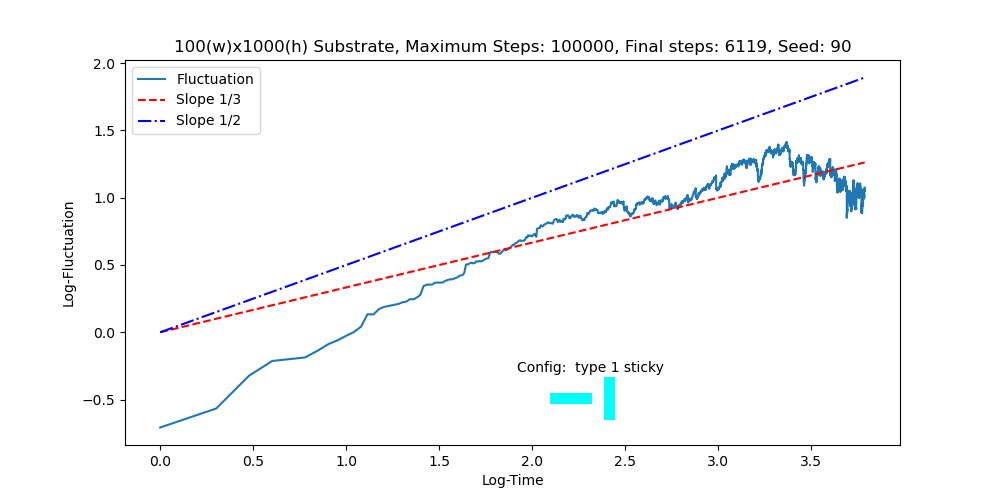 100(w)x1000(h) Substrate, Maximum Steps: 100000, Final steps: 6119, Seed: 90
Fluctuation
Slope 1/3
Slope 1/2
2.0
1.5
1.0
0.5
0.0
−0.5
Log-Fluctuation
Config:  type 1 sticky
0.0 0.5 1.0 1.5 2.0 2.5 3.0 3.5
Log-Time